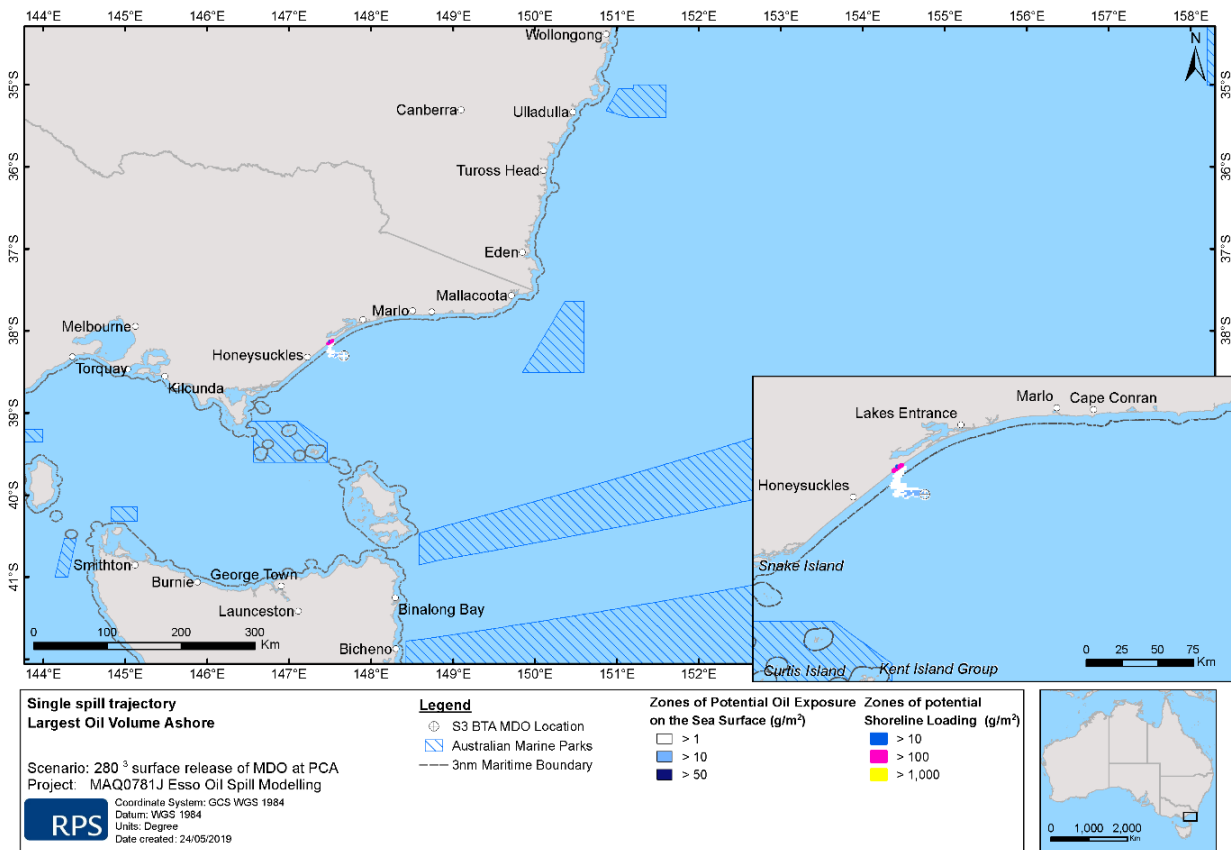 144°E 145°E 146°E 147°E 148°E 149°E 150°E 151°E 152°E 153°E 154°E 155°E 156°E 157°E 158°E
Wollongong
N
35°S 35°S
Canberra
Ulladulla
36°S 36°S
Tuross Head
37°S 37°S
Eden
Mallacoota
Marlo
38°S 38°S
Melbourne
Honeysuckles
Torquay
Kilcunda
39°S
Marlo Cape Conran
Lakes Entrance
40°S
Honeysuckles
Snake Island
41°S
Smithton
George Town
Burnie
Launceston
Binalong Bay
Bicheno
0 100 200 300
Km
Curtis Island Kent Island Group
0 25 50 75
Km
144°E 145°E 146°E 147°E 148°E 149°E 150°E 151°E 152°E 153°E 154°E 155°E 156°E 157°E 158°E
Single spill trajectory
Largest Oil Volume Ashore
Scenario: 280 ³ surface release of MDO at PCA
Project: MAQ0781J Esso Oil Spill Modelling
RPS
Coordinate System: GCS WGS 1984
Datum: WGS 1984
Units: Degree
Date created: 24/05/2019
Legend
S3 BTA MDO Location
Australian Marine Parks
3nm Maritime Boundary
Zones of Potential Oil Exposure
on the Sea Surface (g/m²)
> 1
> 10
> 50
Zones of potential
Shoreline Loading (g/m²)
> 10
> 100
> 1,000
0 1,000 2,000
Km